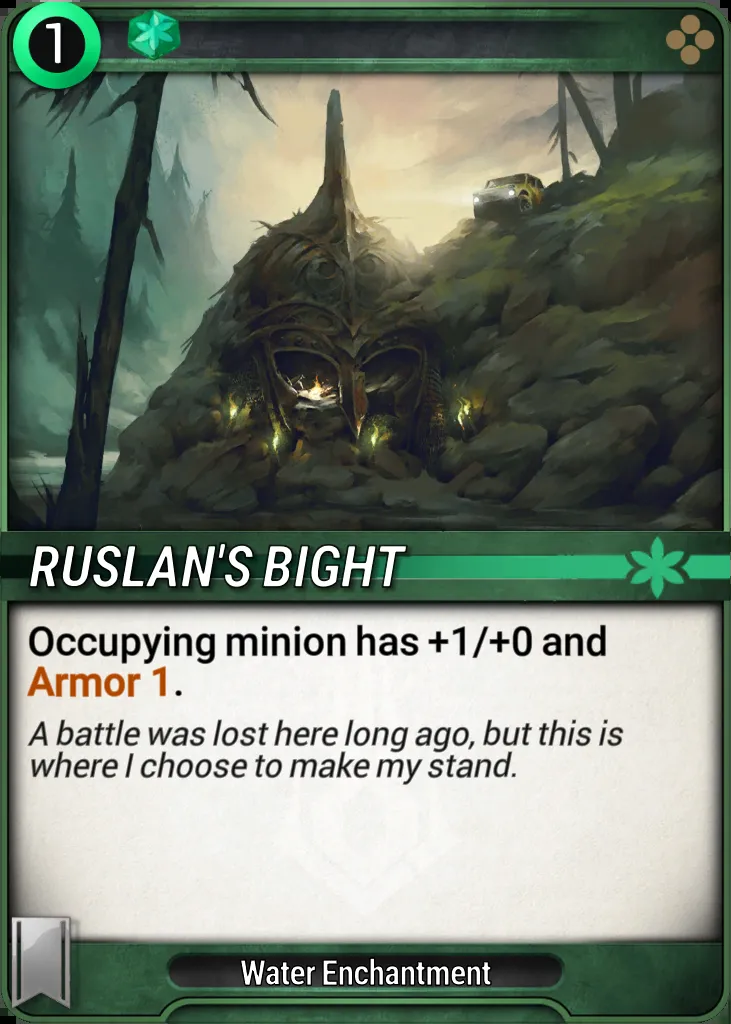 1
RUSLAN'S BIGHT
Occupying minion has +1/+0 and
Armor 1.
A battle was lost here long ago, but this is
where I choose to make my stand.
Water Enchantment